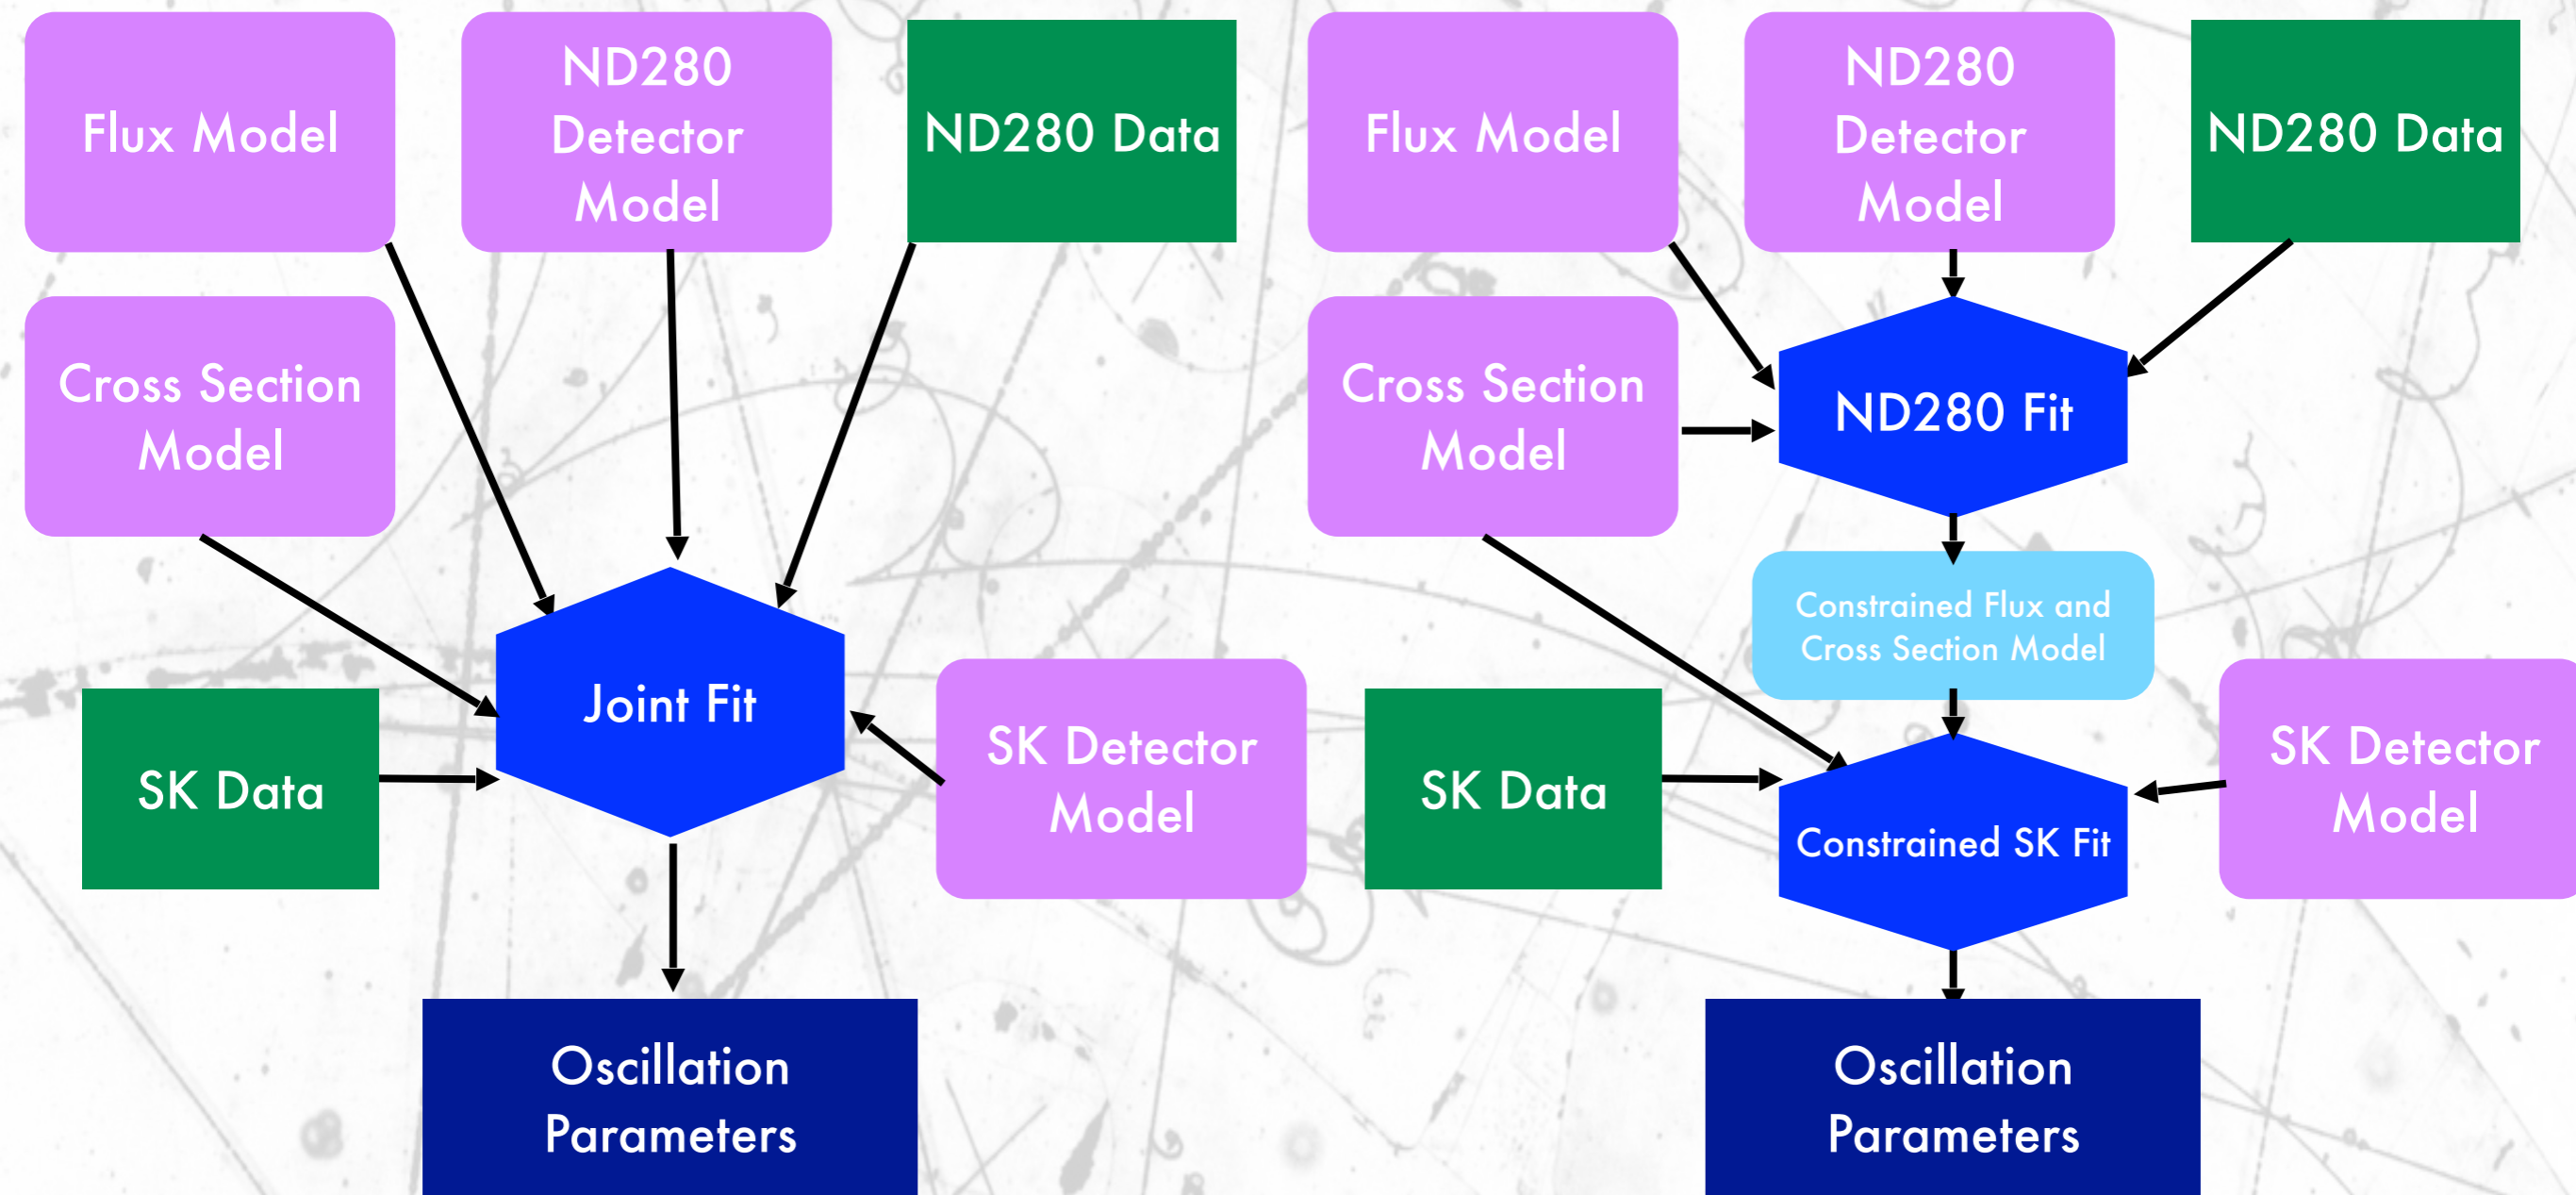 Flux Model
ND280
Detector
Model
ND280 Data
Cross Section
Model
Joint Fit
SK Data
SK Detector
Model
Oscillation
Parameters
Flux Model
ND280
Detector
Model
ND280 Data
Cross Section
Model
ND280 Fit
Constrained Flux and
Cross Section Model
SK Data
SK Detector
Model
Constrained SK Fit
Oscillation
Parameters